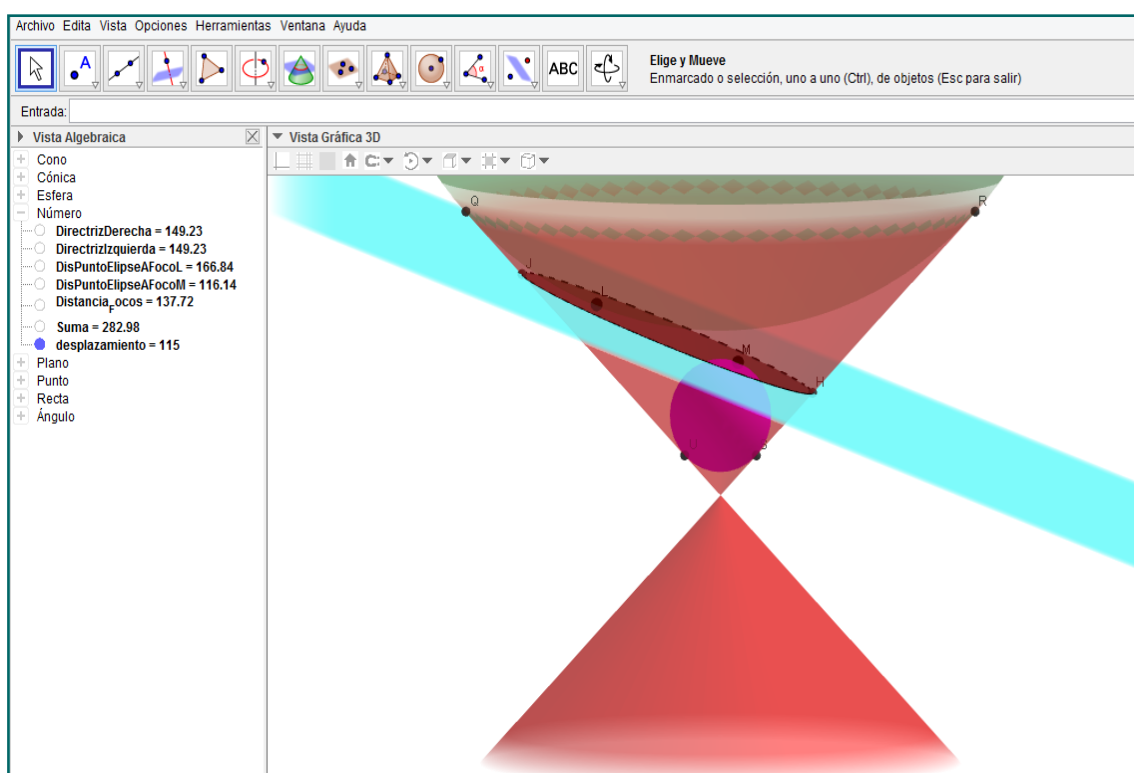 Archivo Edita Vista Opciones Herramientas Ventana Ayuda
A
α
ABC
Elige y Mueve
Enmarcado o selección, uno a uno (Ctrl), de objetos (Esc para salir)
Entrada:
Vista Algebraica
Vista Gráfica 3D
Cono
Cónica
Esfera
Número
DirectrizDerecha = 149.23
DirectrizIzquierda = 149.23
DisPuntoElipseAFocoL = 166.84
DisPuntoElipseAFocoM = 116.14
Distancia_Focos = 137.72
Suma = 282.98
desplazamiento = 115
Plano
Punto
Recta
Ángulo
Q
R
J
L
M
H
U